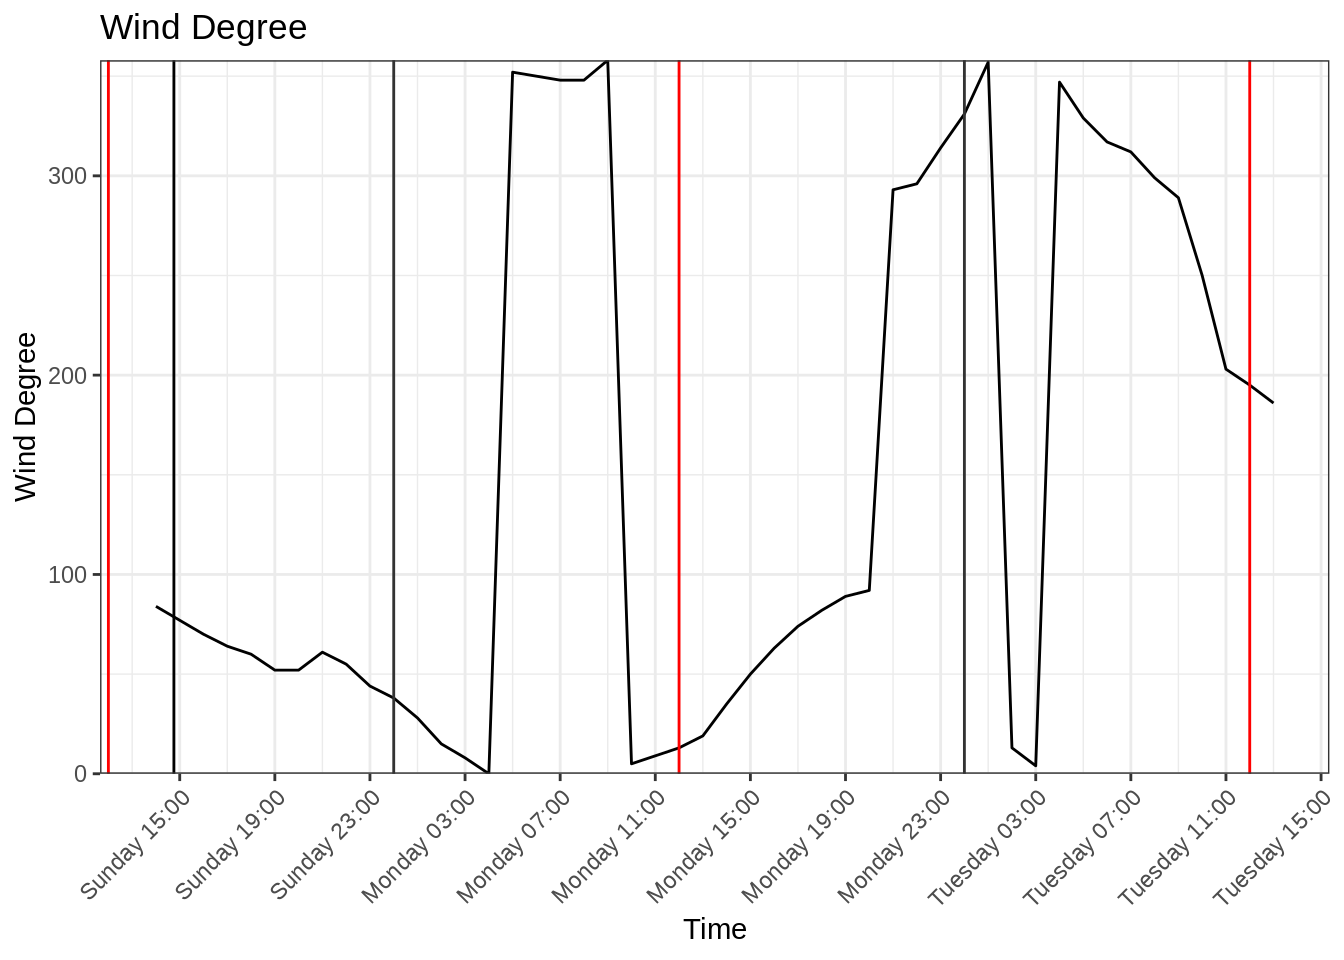 Wind Degree
Wind Degree
300
200
100
0
Sunday 15:00
Sunday 19:00
Sunday 23:00
Monday 03:00
Monday 07:00
Monday 11:00
Monday 15:00
Monday 19:00
Monday 23:00
Tuesday 03:00
Tuesday 07:00
Tuesday 11:00
Tuesday 15:00
Time